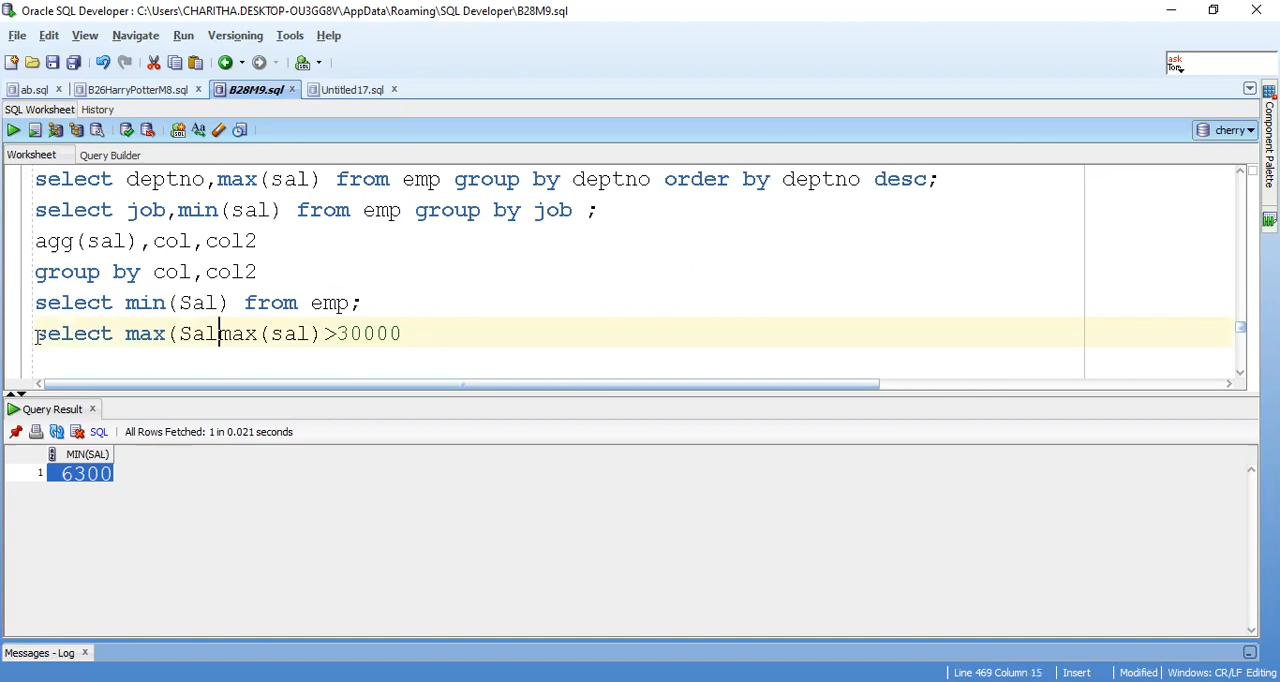 Oracle SQL Developer : C:\Users\CHARITHA.DESKTOP-OU3GG8V\AppData\Roaming\SQL Developer\B28M9.sql
File Edit View Navigate Run Versioning Tools Help
ask
Tom
ab.sql x B26HarryPotterM8.sql x B28M9.sql x Untitled17.sql x
SQL Worksheet History
cherry
Worksheet Query Builder
select deptno,max(sal) from emp group by deptno order by deptno desc;
select job,min(sal) from emp group by job ;
agg(sal),col,col2
group by col,col2
select min(Sal) from emp;
select max(Salmax(sal)>30000
Component Palette
Query Result x
SQL | All Rows Fetched: 1 in 0.021 seconds
MIN(SAL)
1 6300
Messages - Log x
Line 469 Column 15 | Insert | Modified | Windows: CR/LF Editing